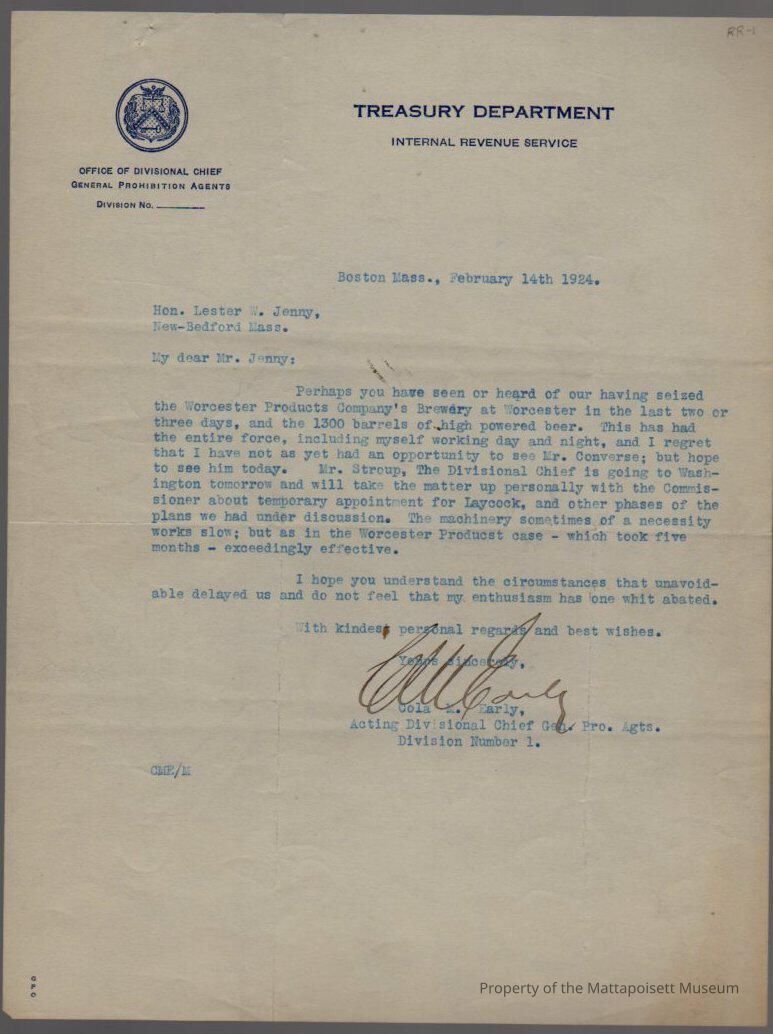 RR-1
TREASURY DEPARTMENT
INTERNAL REVENUE SERVICE
OFFICE OF DIVISIONAL CHIEF
GENERAL PROHIBITION AGENTS
DIVISION NO.
Boston Mass., February 14th 1924.
Hon. Lester W. Jenny,
New-Bedford Mass.
My dear Mr. Jenny:
Perhaps you have seen or heard of our having seized
the Worcester Products Company's Brewery at Worcester in the last two or
three days, and the 1300 barrels of high powered beer. This has had
the entire force, including myself working day and night, and I regret
that I have not as yet had an opportunity to see Mr. Converse; but hope
to see him today. Mr. Stroup, The Divisional Chief is going to Wash-
ington tomorrow and will take the matter up personally with the Commis-
sioner about temporary appointment for Laycock, and other phases of the
plans we had under discussion. The machinery sometimes of a necessity
works slow; but as in the Worcester Producst case - which took five
months - exceedingly effective.
I hope you understand the circumstances that unavoid-
able delayed us and do not feel that my enthusiasm has one whit abated.
With kindest personal regards and best wishes.
Yours sincerely,
C M Early
Cola M. Early,
Acting Divisional Chief Gen. Pro. Agts.
Division Number 1.
CME/M
GPO
Property of the Mattapoisett Museum